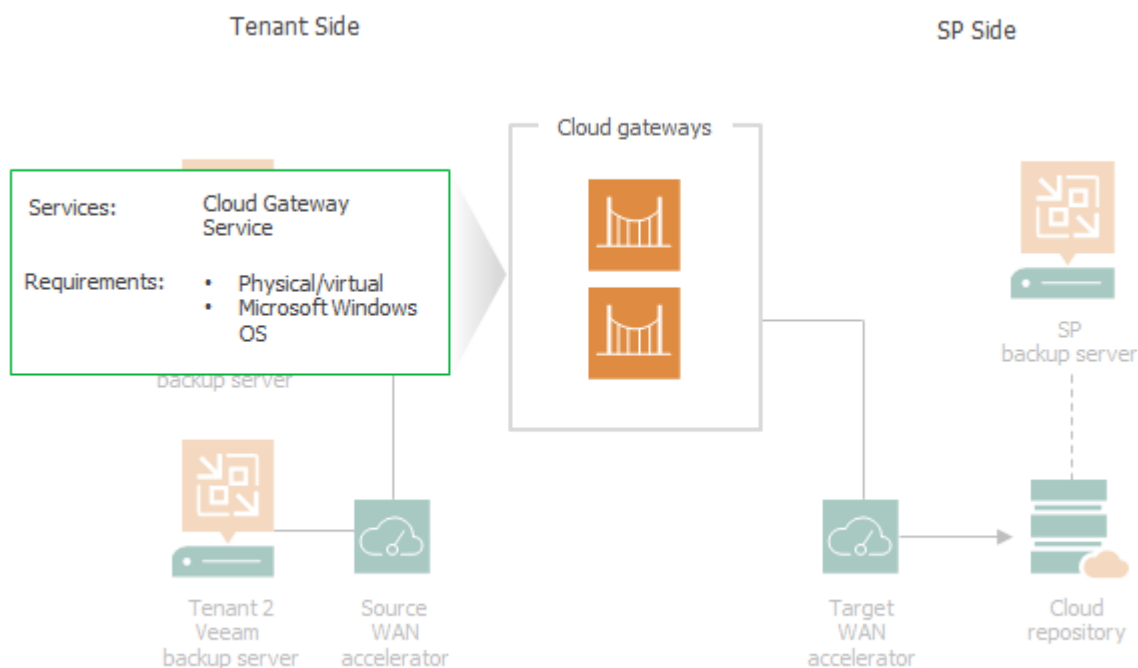 Tenant Side
SP Side
Cloud gateways
Services:
Cloud Gateway
Service
Requirements:
• Physical/virtual
• Microsoft Windows
OS
backup server
SP
backup server
Tenant 2
Veeam
backup server
Source
WAN
accelerator
Target
WAN
accelerator
Cloud
repository